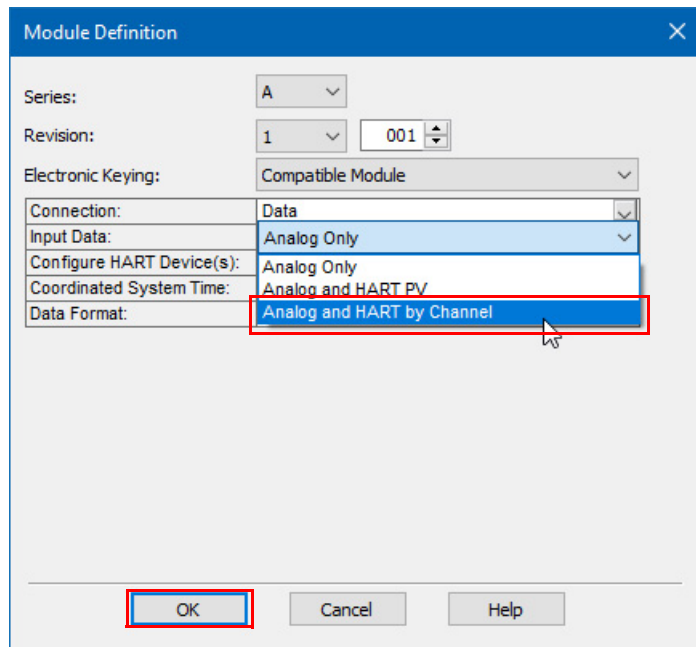 Module Definition
Series: A
Revision: 1 001
Electronic Keying: Compatible Module
Connection: Data
Input Data: Analog Only
Configure HART Device(s): Analog Only
Coordinated System Time: Analog and HART PV
Data Format: Analog and HART by Channel
OK Cancel Help